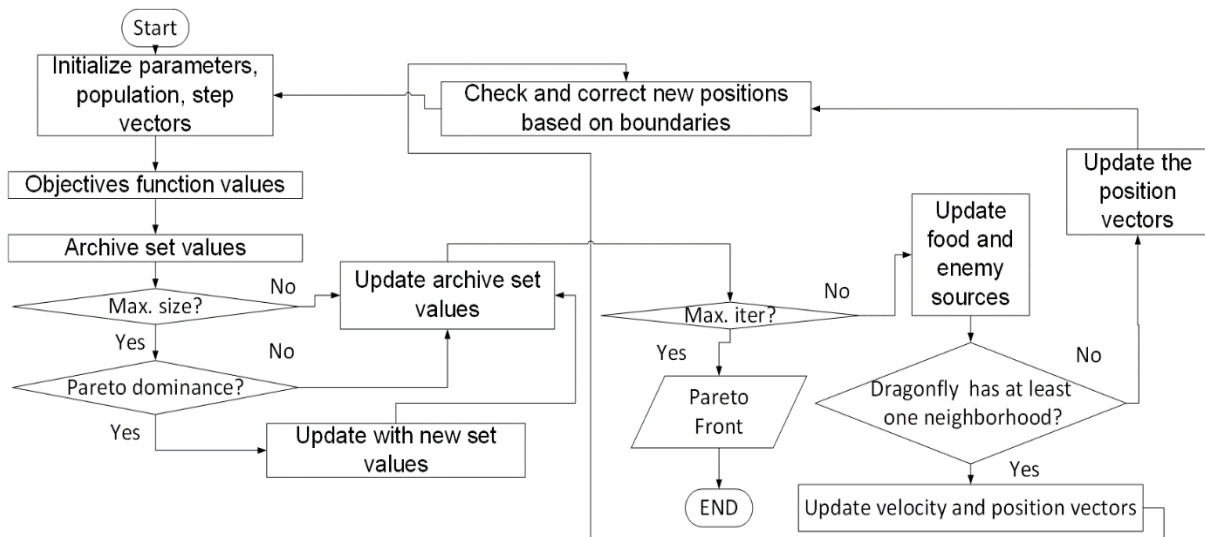 Start
Initialize parameters,
population, step
vectors
Objectives function values
Archive set values
Max. size?
No
Yes
Pareto dominance?
No
Yes
Update with new set
values
Update archive set
values
Check and correct new positions
based on boundaries
Max. iter?
No
Yes
Pareto
Front
END
Update
food and
enemy
sources
Dragonfly has at least
one neighborhood?
No
Yes
Update velocity and position vectors
Update the
position
vectors